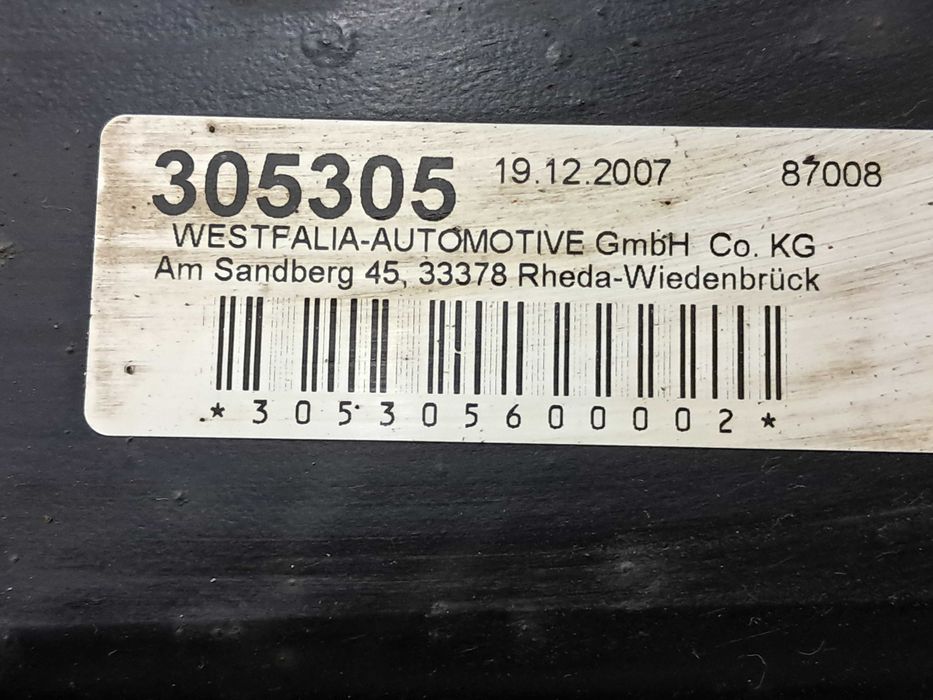 305305 19.12.2007 87008
WESTFALIA-AUTOMOTIVE GmbH Co. KG
Am Sandberg 45, 33378 Rheda-Wiedenbrück
*305305600002*